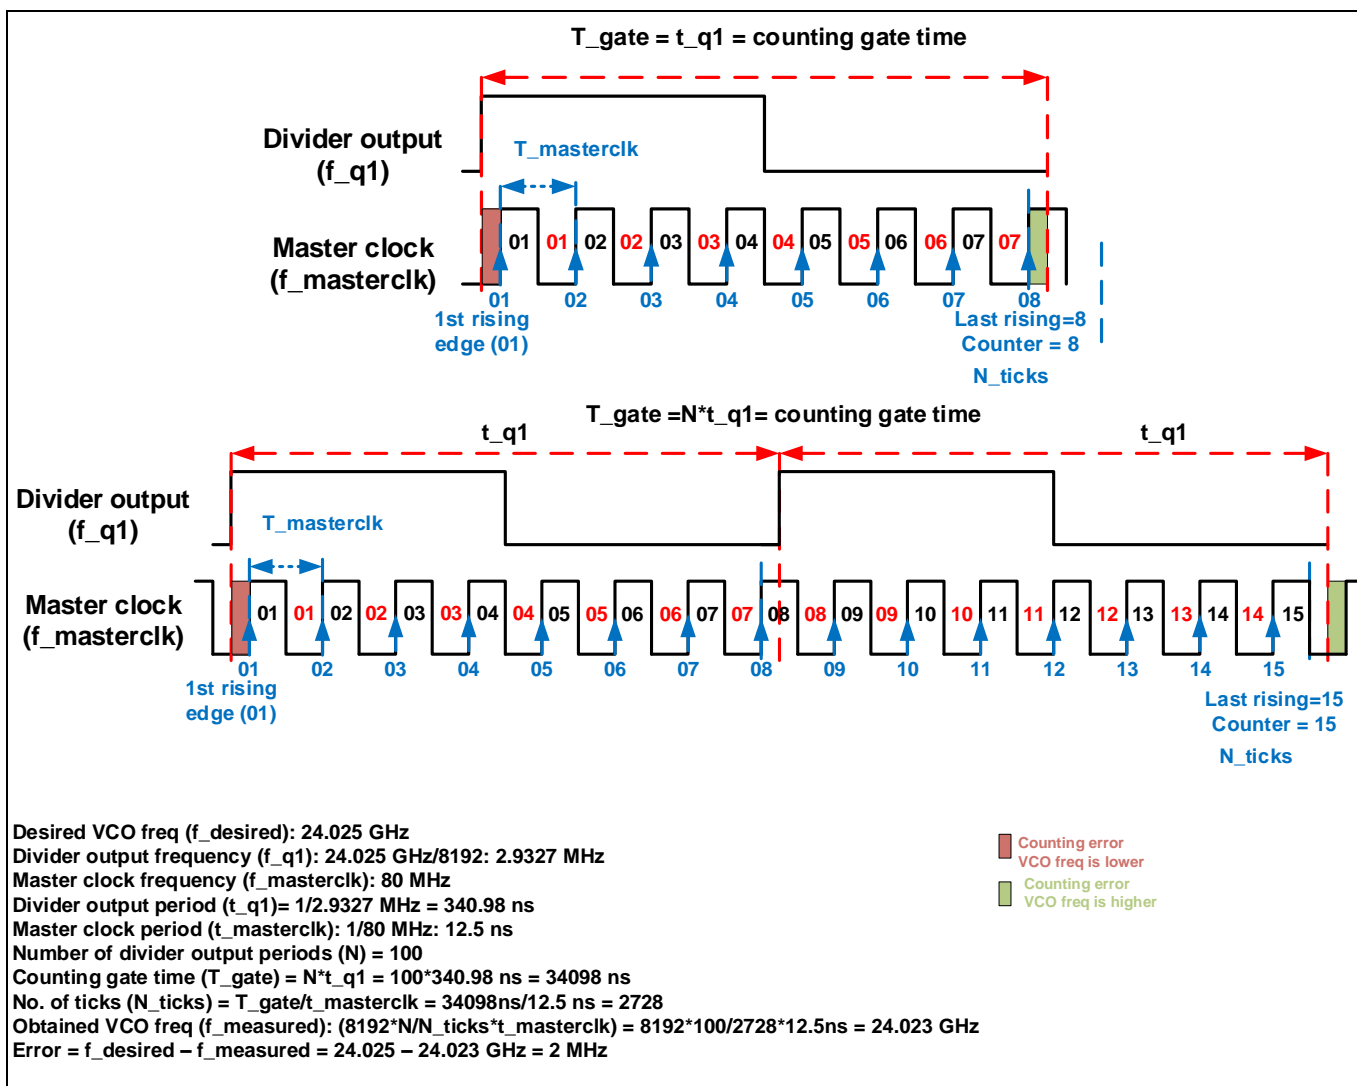 T_gate = t_q1 = counting gate time
Divider output
(f_q1)
T_masterclk
Master clock
(f_masterclk)
01 01 02 02 03 03 04 04 05 05 06 06 07 07
01 02 03 04 05 06 07 08
1st rising
edge (01)
Last rising=8
Counter = 8
N_ticks
T_gate =N*t_q1= counting gate time
t_q1
t_q1
Divider output
(f_q1)
T_masterclk
Master clock
(f_masterclk)
01 01 02 02 03 03 04 04 05 05 06 06 07 07 08 08 09 09 10 10 11 11 12 12 13 13 14 14 15
01 02 03 04 05 06 07 08 09 10 11 12 13 14 15
1st rising
edge (01)
Last rising=15
Counter = 15
N_ticks
Desired VCO freq (f_desired): 24.025 GHz
Divider output frequency (f_q1): 24.025 GHz/8192: 2.9327 MHz
Master clock frequency (f_masterclk): 80 MHz
Divider output period (t_q1)= 1/2.9327 MHz = 340.98 ns
Master clock period (t_masterclk): 1/80 MHz: 12.5 ns
Number of divider output periods (N) = 100
Counting gate time (T_gate) = N*t_q1 = 100*340.98 ns = 34098 ns
No. of ticks (N_ticks) = T_gate/t_masterclk = 34098ns/12.5 ns = 2728
Obtained VCO freq (f_measured): (8192*N/N_ticks*t_masterclk) = 8192*100/2728*12.5ns = 24.023 GHz
Error = f_desired – f_measured = 24.025 – 24.023 GHz = 2 MHz
Counting error
VCO freq is lower
Counting error
VCO freq is higher